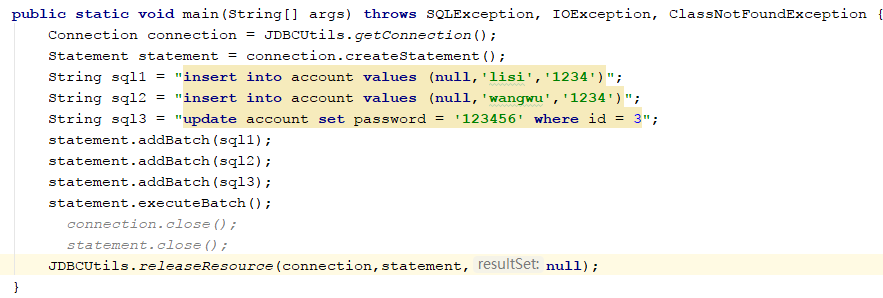 public static void main(String[] args) throws SQLException, IOException, ClassNotFoundException {
Connection connection = JDBCUtils.getConnection();
Statement statement = connection.createStatement();
String sql1 = "insert into account values (null,'lisi','1234')";
String sql2 = "insert into account values (null,'wangwu','1234')";
String sql3 = "update account set password = '123456' where id = 3";
statement.addBatch(sql1);
statement.addBatch(sql2);
statement.addBatch(sql3);
statement.executeBatch();
connection.close();
statement.close();
JDBCUtils.releaseResource(connection,statement, resultSet: null);
}